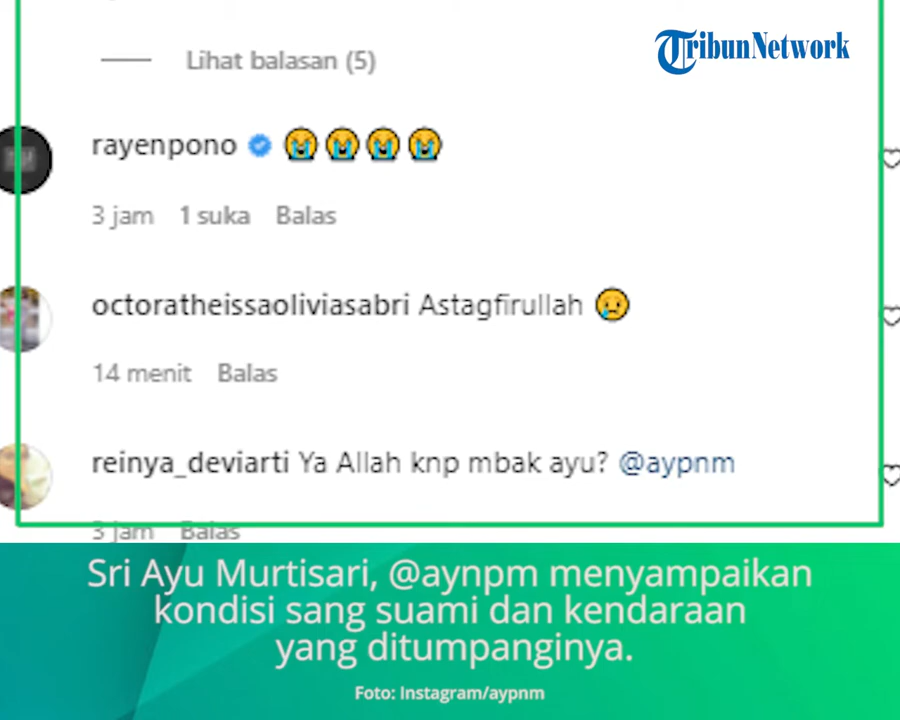 TribunNetwork
Lihat balasan (5)
rayenpono 😭😭😭😭
3 jam 1 suka Balas
octoratheissaoliviasabri Astagfirullah 😢
14 menit Balas
reinya_deviarti Ya Allah knp mbak ayu? @aypnm
3 jam Balas
Sri Ayu Murtisari, @aynpm menyampaikan
kondisi sang suami dan kendaraan
yang ditumpanginya.
Foto: Instagram/aypnm